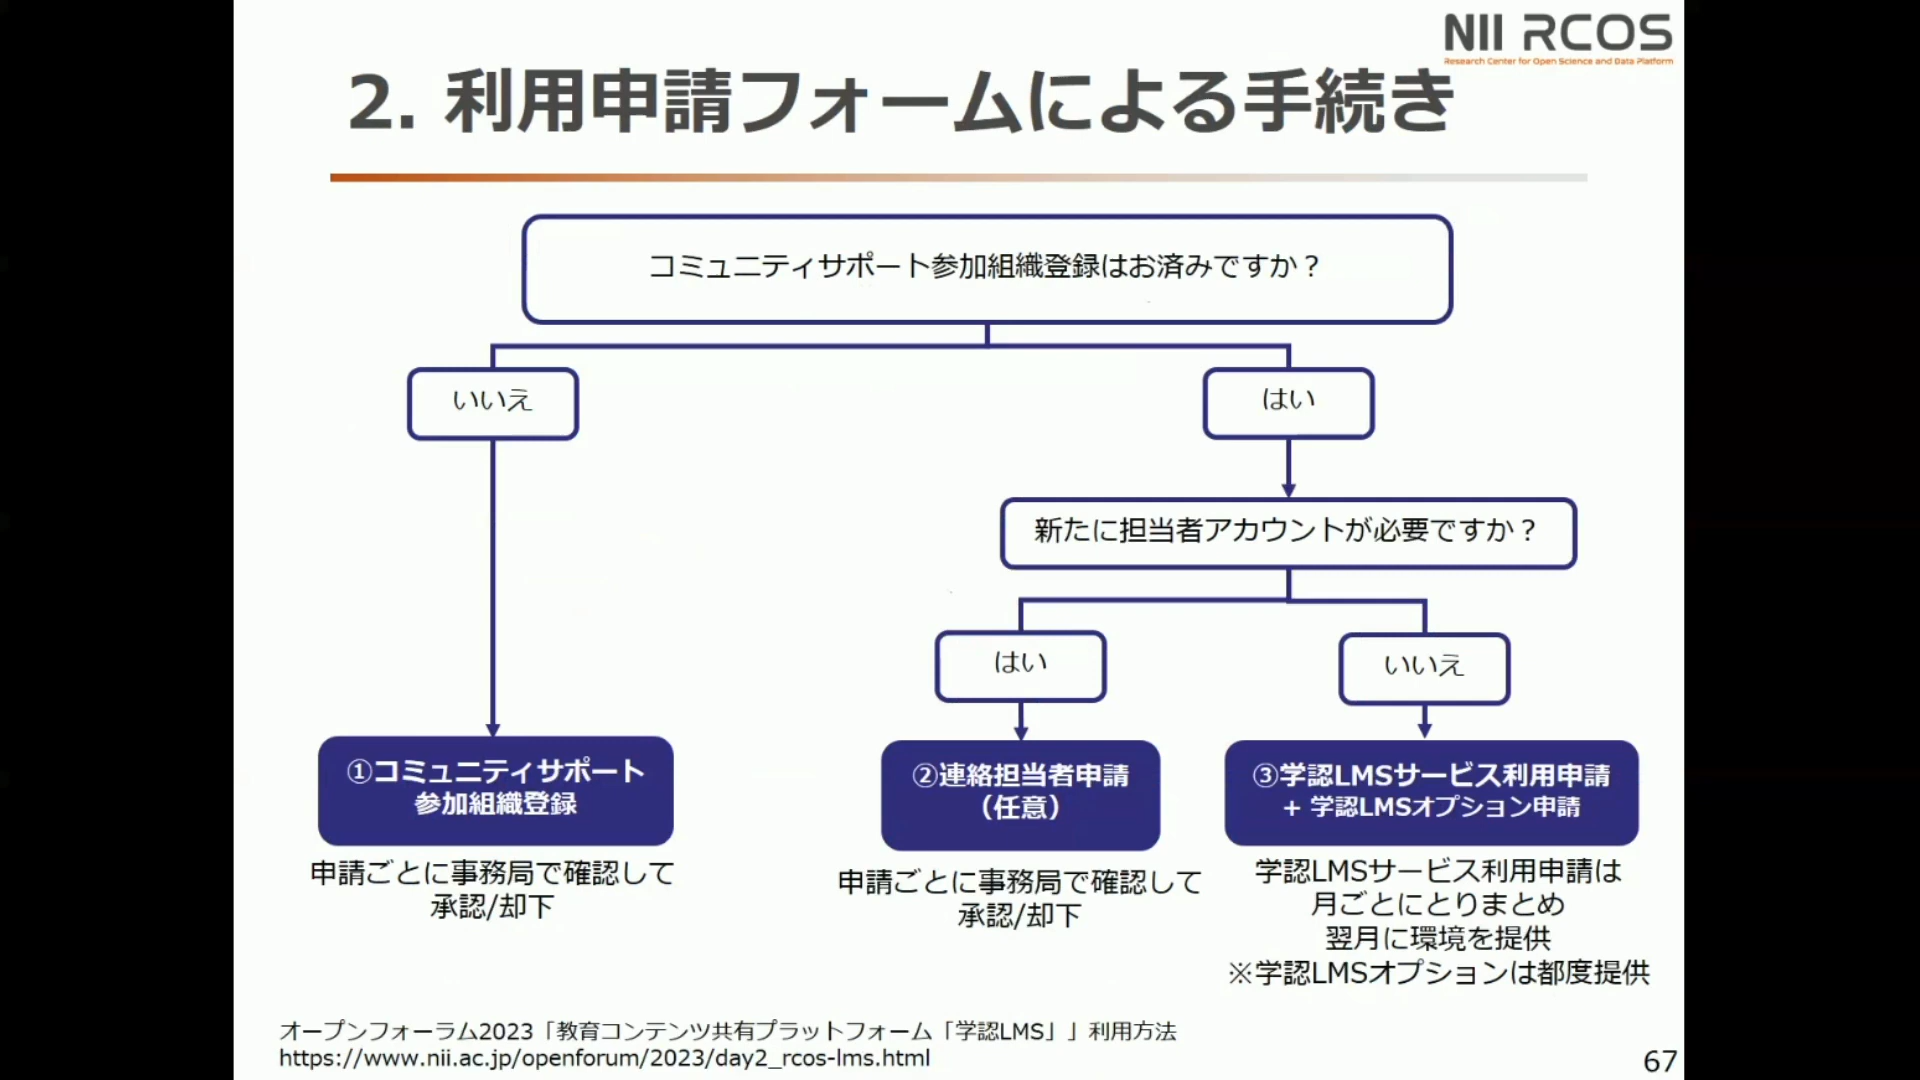 NII RCOS
Research Center for Open Science and Data Platform
2. 利用申請フォームによる手続き
コミュニティサポート参加組織登録はお済みですか？
いいえ
はい
新たに担当者アカウントが必要ですか？
はい
いいえ
①コミュニティサポート
参加組織登録
②連絡担当者申請
（任意）
③学認LMSサービス利用申請
+ 学認LMSオプション申請
申請ごとに事務局で確認して
承認/却下
申請ごとに事務局で確認して
承認/却下
学認LMSサービス利用申請は
月ごとにとりまとめ
翌月に環境を提供
※学認LMSオプションは都度提供
オープンフォーラム2023「教育コンテンツ共有プラットフォーム「学認LMS」」利用方法
https://www.nii.ac.jp/openforum/2023/day2_rcos-lms.html
67